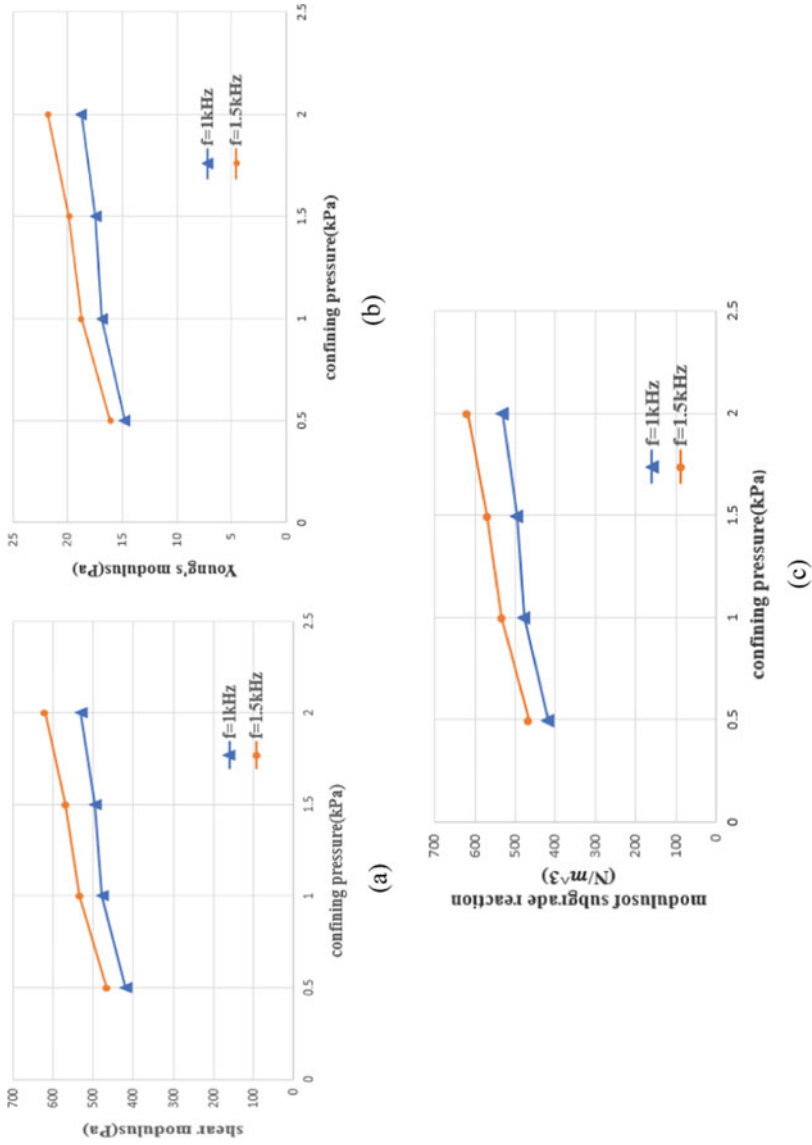 700
600
500
400
300
200
100
0
0
0.5
1
1.5
2
2.5
shear modulus(Pa)
confining pressure(kPa)
f=1kHz
f=1.5kHz
(a)
25
20
15
10
5
0
0
0.5
1
1.5
2
2.5
Young's modulus(Pa)
confining pressure(kPa)
f=1kHz
f=1.5kHz
(b)
700
600
500
400
300
200
100
0
0
0.5
1
1.5
2
2.5
modulusof subgrade reaction
(N/m^3)
confining pressure(kPa)
f=1kHz
f=1.5kHz
(c)